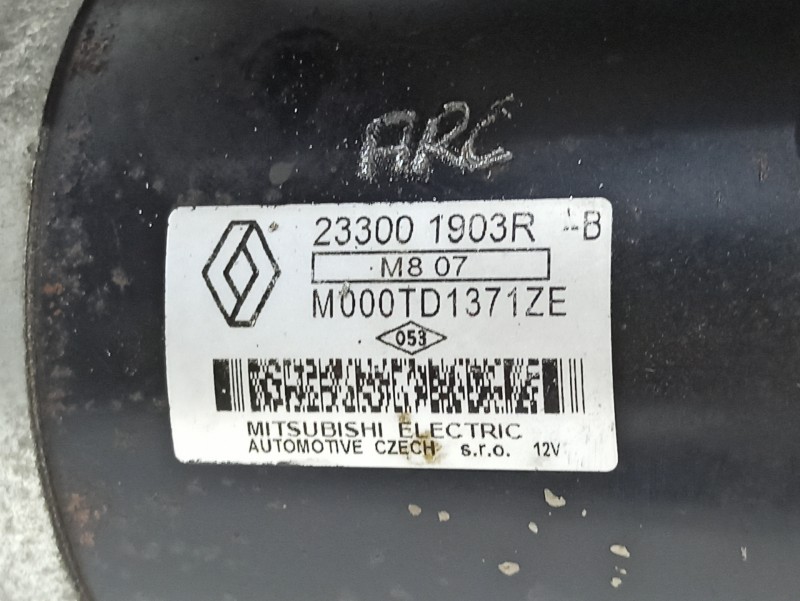 ARC
23300 1903R -B
M8 07
M000TD1371ZE
053
MITSUBISHI ELECTRIC
AUTOMOTIVE CZECH s.r.o. 12V